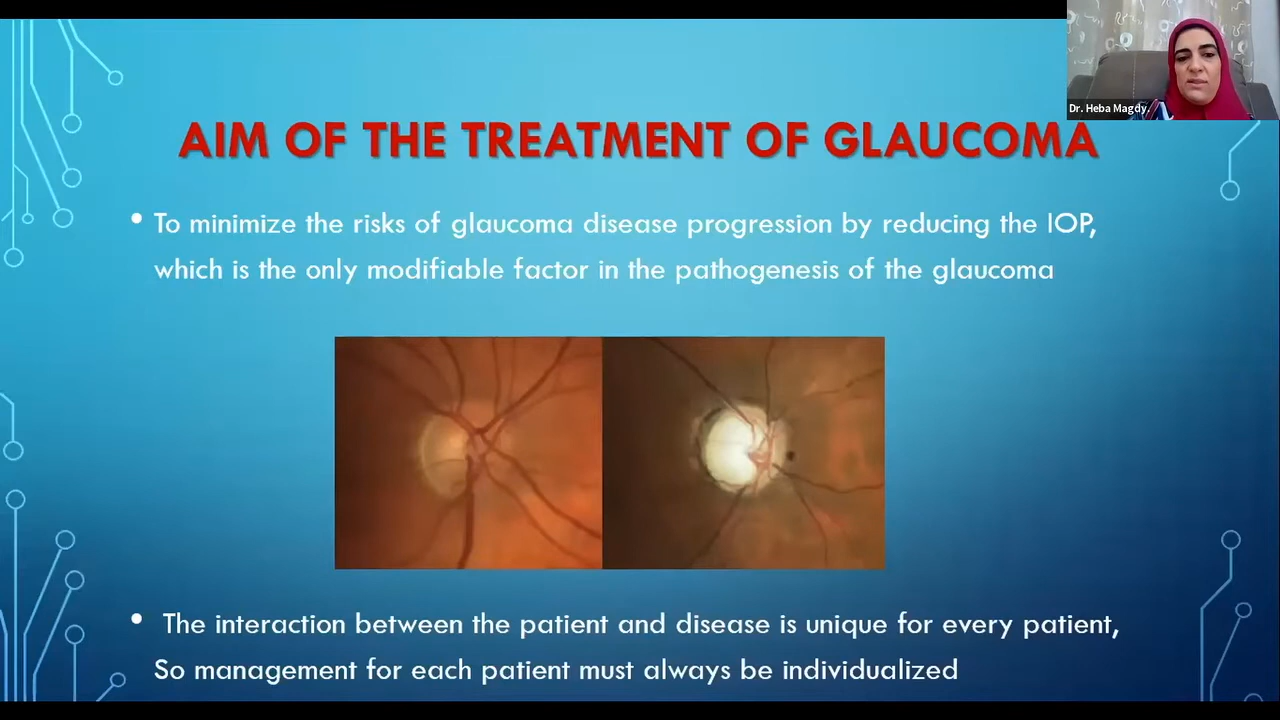 Dr. Heba Magdy.
AIM OF THE TREATMENT OF GLAUCOMA
• To minimize the risks of glaucoma disease progression by reducing the IOP,
which is the only modifiable factor in the pathogenesis of the glaucoma
• The interaction between the patient and disease is unique for every patient,
So management for each patient must always be individualized